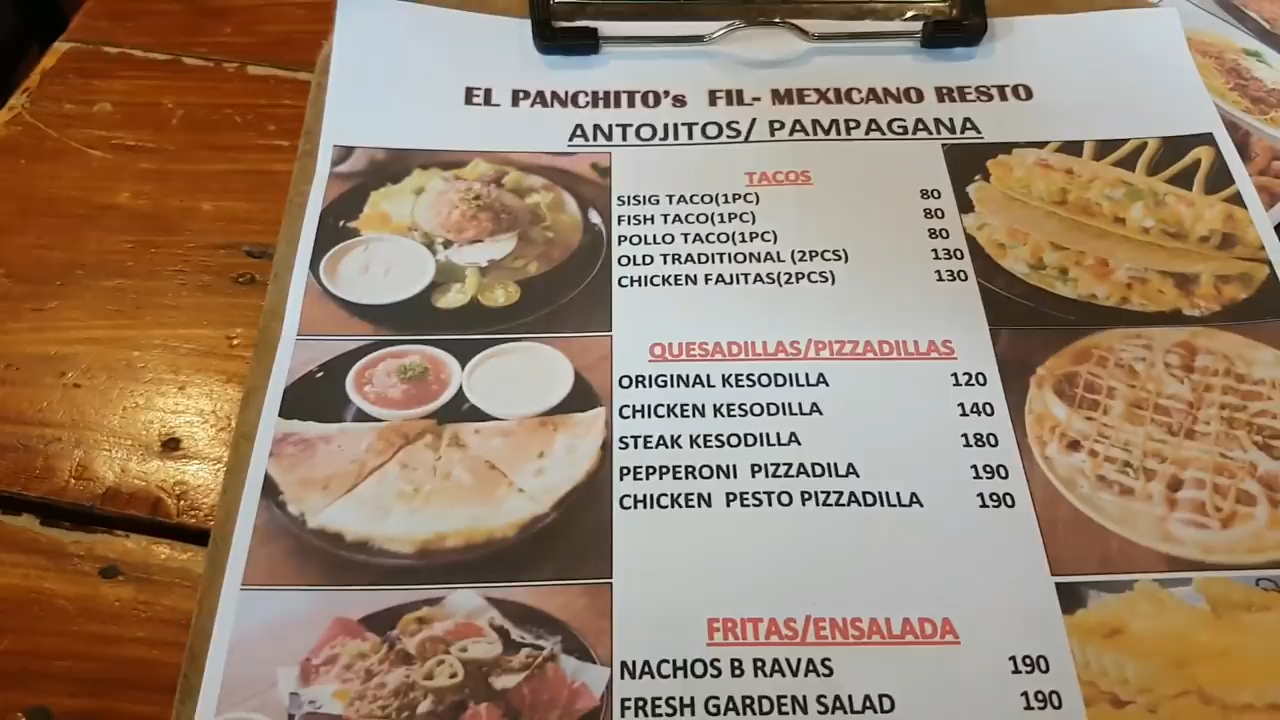 EL PANCHITO's FIL- MEXICANO RESTO
ANTOJITOS/ PAMPAGANA
TACOS
SISIG TACO(1PC) 80
FISH TACO(1PC) 80
POLLO TACO(1PC) 80
OLD TRADITIONAL (2PCS) 130
CHICKEN FAJITAS(2PCS) 130
QUESADILLAS/PIZZADILLAS
ORIGINAL KESODILLA 120
CHICKEN KESODILLA 140
STEAK KESODILLA 180
PEPPERONI PIZZADILA 190
CHICKEN PESTO PIZZADILLA 190
FRITAS/ENSALADA
NACHOS B RAVAS 190
FRESH GARDEN SALAD 190